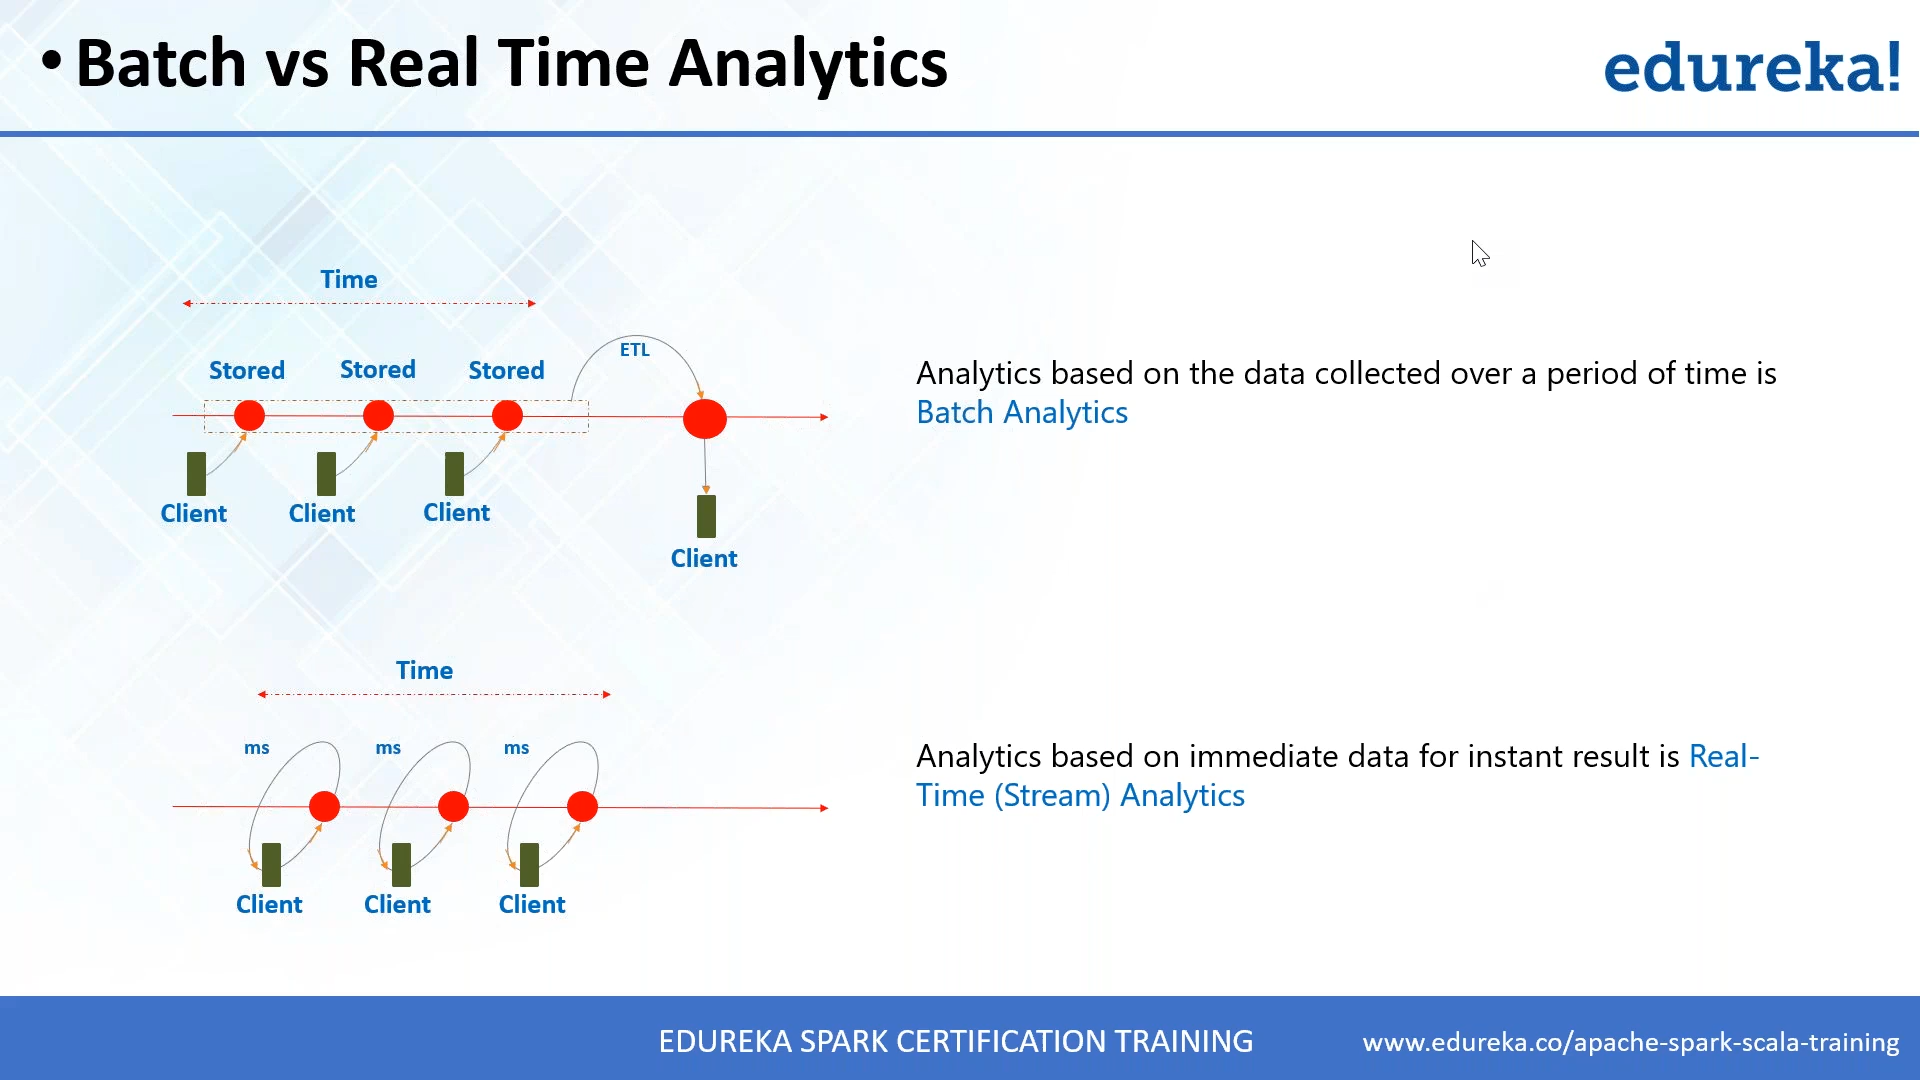 • Batch vs Real Time Analytics
edureka!
Time
Stored Stored Stored
ETL
Client Client Client
Client
Analytics based on the data collected over a period of time is
Batch Analytics
Time
ms ms ms
Client Client Client
Analytics based on immediate data for instant result is Real-
Time (Stream) Analytics
EDUREKA SPARK CERTIFICATION TRAINING
www.edureka.co/apache-spark-scala-training